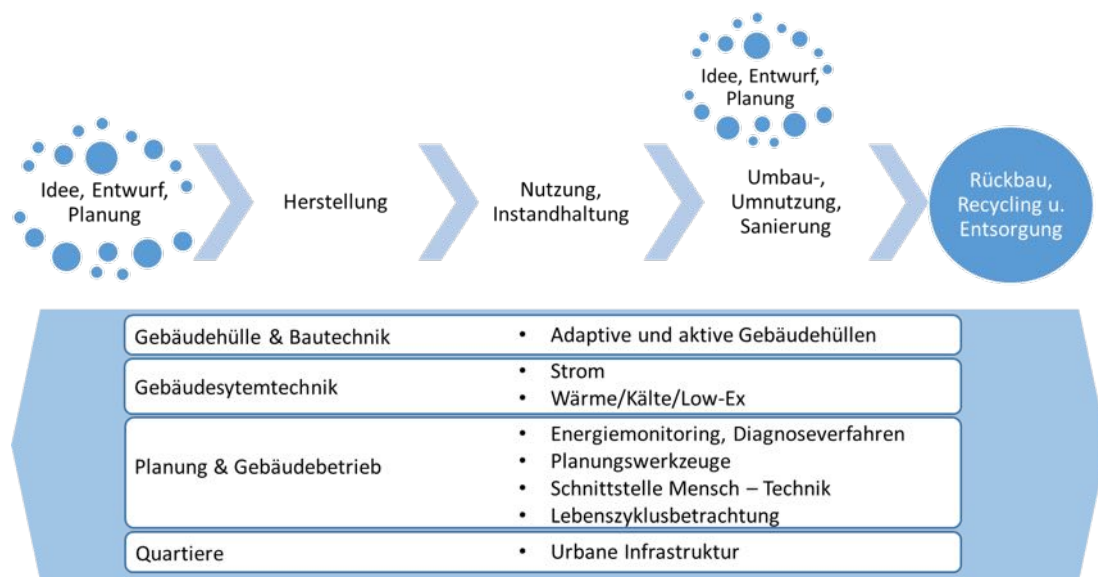 Idee, Entwurf,
Planung
Herstellung
Nutzung,
Instandhaltung
Idee, Entwurf,
Planung
Umbau-,
Umnutzung,
Sanierung
Rückbau,
Recycling u.
Entsorgung
Gebäudehülle & Bautechnik
• Adaptive und aktive Gebäudehüllen
Gebäudesytemtechnik
• Strom
• Wärme/Kälte/Low-Ex
Planung & Gebäudebetrieb
• Energiemonitoring, Diagnoseverfahren
• Planungswerkzeuge
• Schnittstelle Mensch – Technik
• Lebenszyklusbetrachtung
Quartiere
• Urbane Infrastruktur